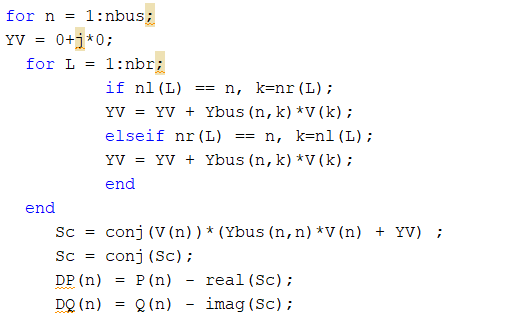 for n = 1:nbus;
YV = 0+j*0;
for L = 1:nbr;
if nl(L) == n, k=nr(L);
YV = YV + Ybus(n,k)*V(k);
elseif nr(L) == n, k=nl(L);
YV = YV + Ybus(n,k)*V(k);
end
end
Sc = conj(V(n))*(Ybus(n,n)*V(n) + YV) ;
Sc = conj(Sc);
DP(n) = P(n) - real(Sc);
DQ(n) = Q(n) - imag(Sc);